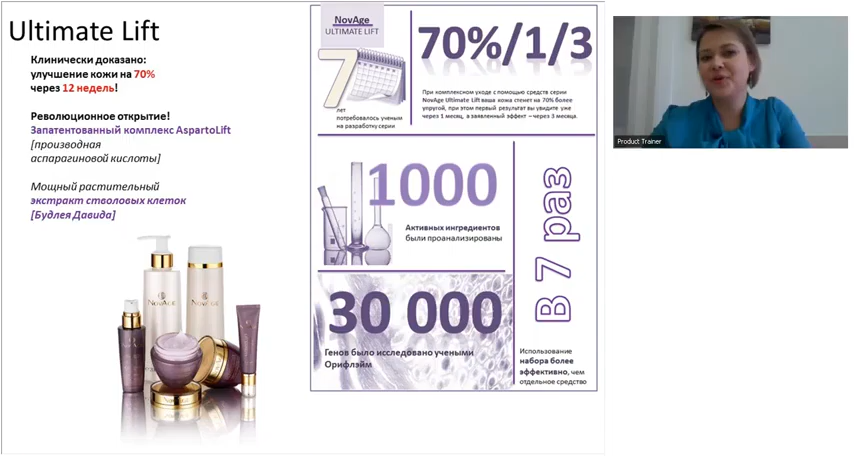 Ultimate Lift
Клинически доказано:
улучшение кожи на 70%
через 12 недель!
Революционное открытие!
Запатентованный комплекс AspartoLift
[производная
аспарагиновой кислоты]
Мощный растительный
экстракт стволовых клеток
[Будлея Давида]
NOVAGE
NOVAGE
NovAge
ULTIMATE LIFT
7
лет
потребовалось ученым
на разработку серии
70%/1/3
При комплексном уходе с помощью средств серии
NovAge Ultimate Lift ваша кожа станет на 70% более
упругой, при этом первый результат вы увидите уже
через 1 месяц, а заявленный эффект – через 3 месяца.
1000
Активных ингредиентов
были проанализированы
30 000
Генов было исследовано учеными
Орифлэйм
В 7 раз
Использование
набора более
эффективно, чем
отдельное средство
Product Trainer